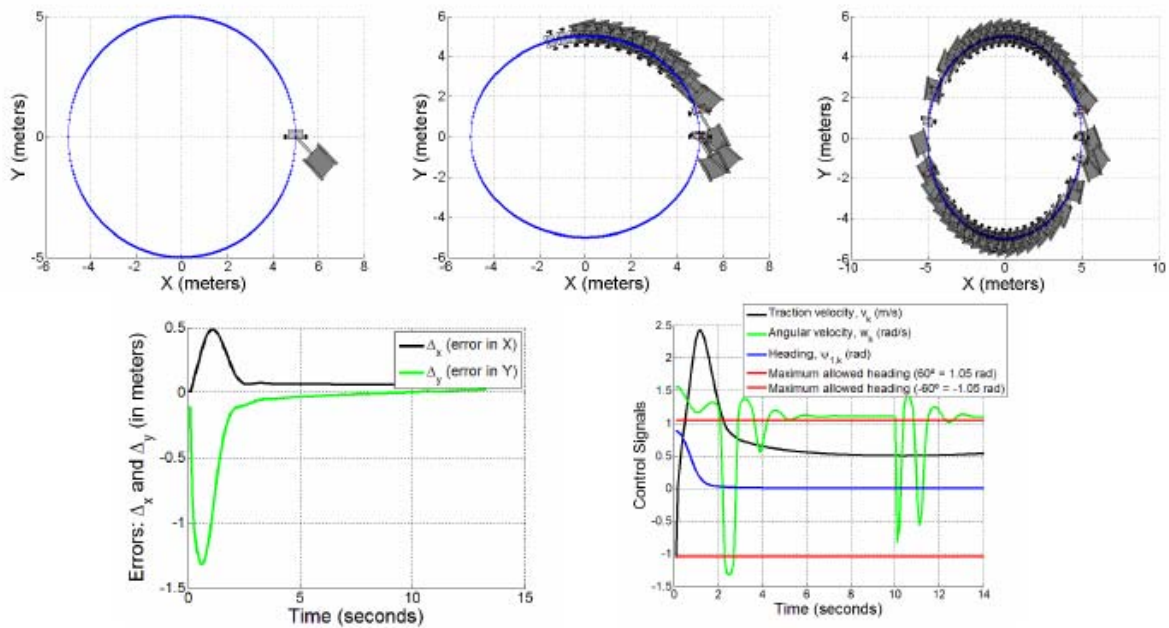 5
0
-5
Y (meters)
-6 -4 -2 0 2 4 6 8
X (meters)
6
4
2
0
-2
-4
-6
Y (meters)
-6 -4 -2 0 2 4 6 8
X (meters)
6
4
2
0
-2
-4
-6
Y (meters)
-10 -5 0 5 10
X (meters)
0.5
0
-0.5
-1
-1.5
Errors: Δx and Δy (in meters)
Δx (error in X)
Δy (error in Y)
0 5 10 15
Time (seconds)
Traction velocity, vk (m/s)
Angular velocity, wk (rad/s)
Heading, ψ1,k (rad)
Maximum allowed heading (60º = 1.05 rad)
Maximum allowed heading (-60º = -1.05 rad)
2.5
2
1.5
1
0.5
0
-0.5
-1
-1.5
Control Signals
0 2 4 6 8 10 12 14
Time (seconds)